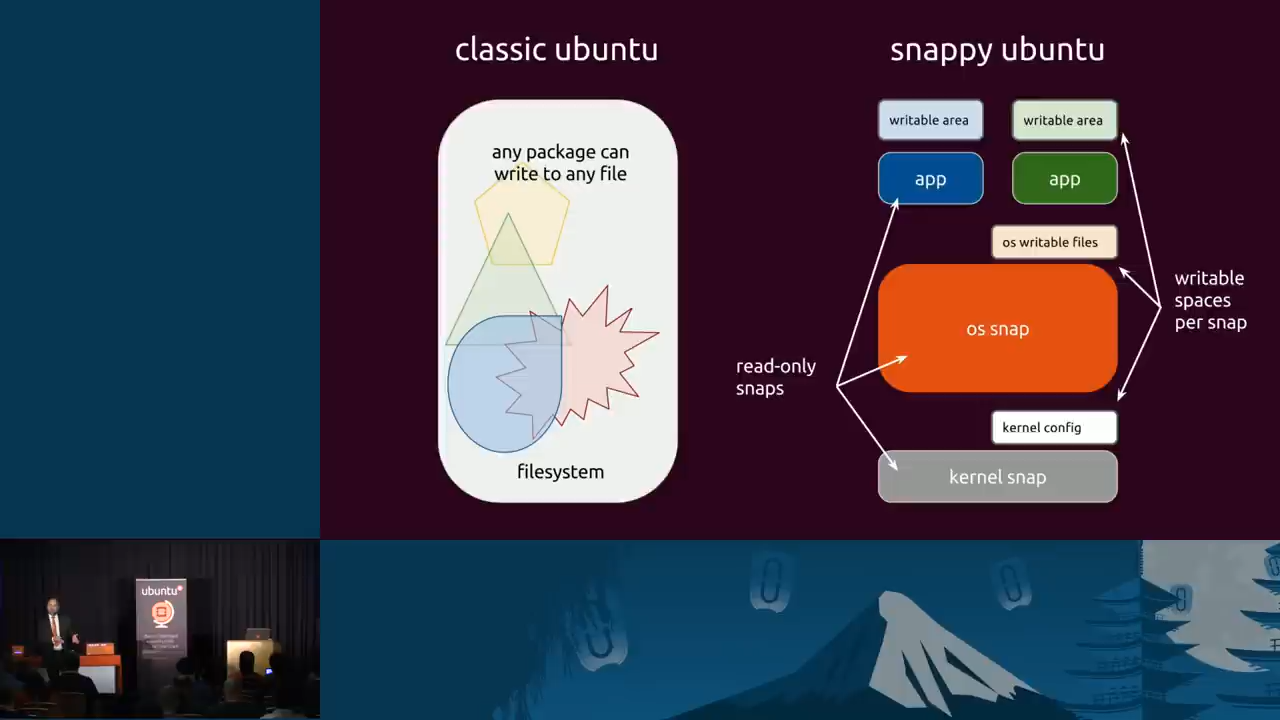 classic ubuntu
any package can
write to any file
filesystem
snappy ubuntu
writable area
writable area
app
app
os writable files
os snap
writable
spaces
per snap
read-only
snaps
kernel config
kernel snap
ubuntu